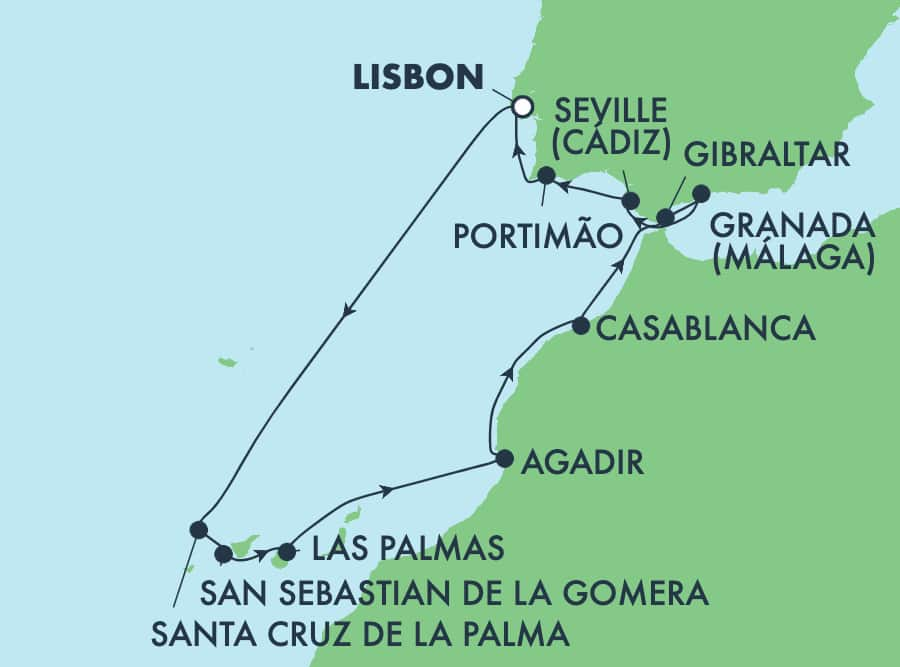 LISBON
SEVILLE
(CÁDIZ)
GIBRALTAR
PORTIMÃO
GRANADA
(MÁLAGA)
CASABLANCA
AGADIR
LAS PALMAS
SAN SEBASTIAN DE LA GOMERA
SANTA CRUZ DE LA PALMA